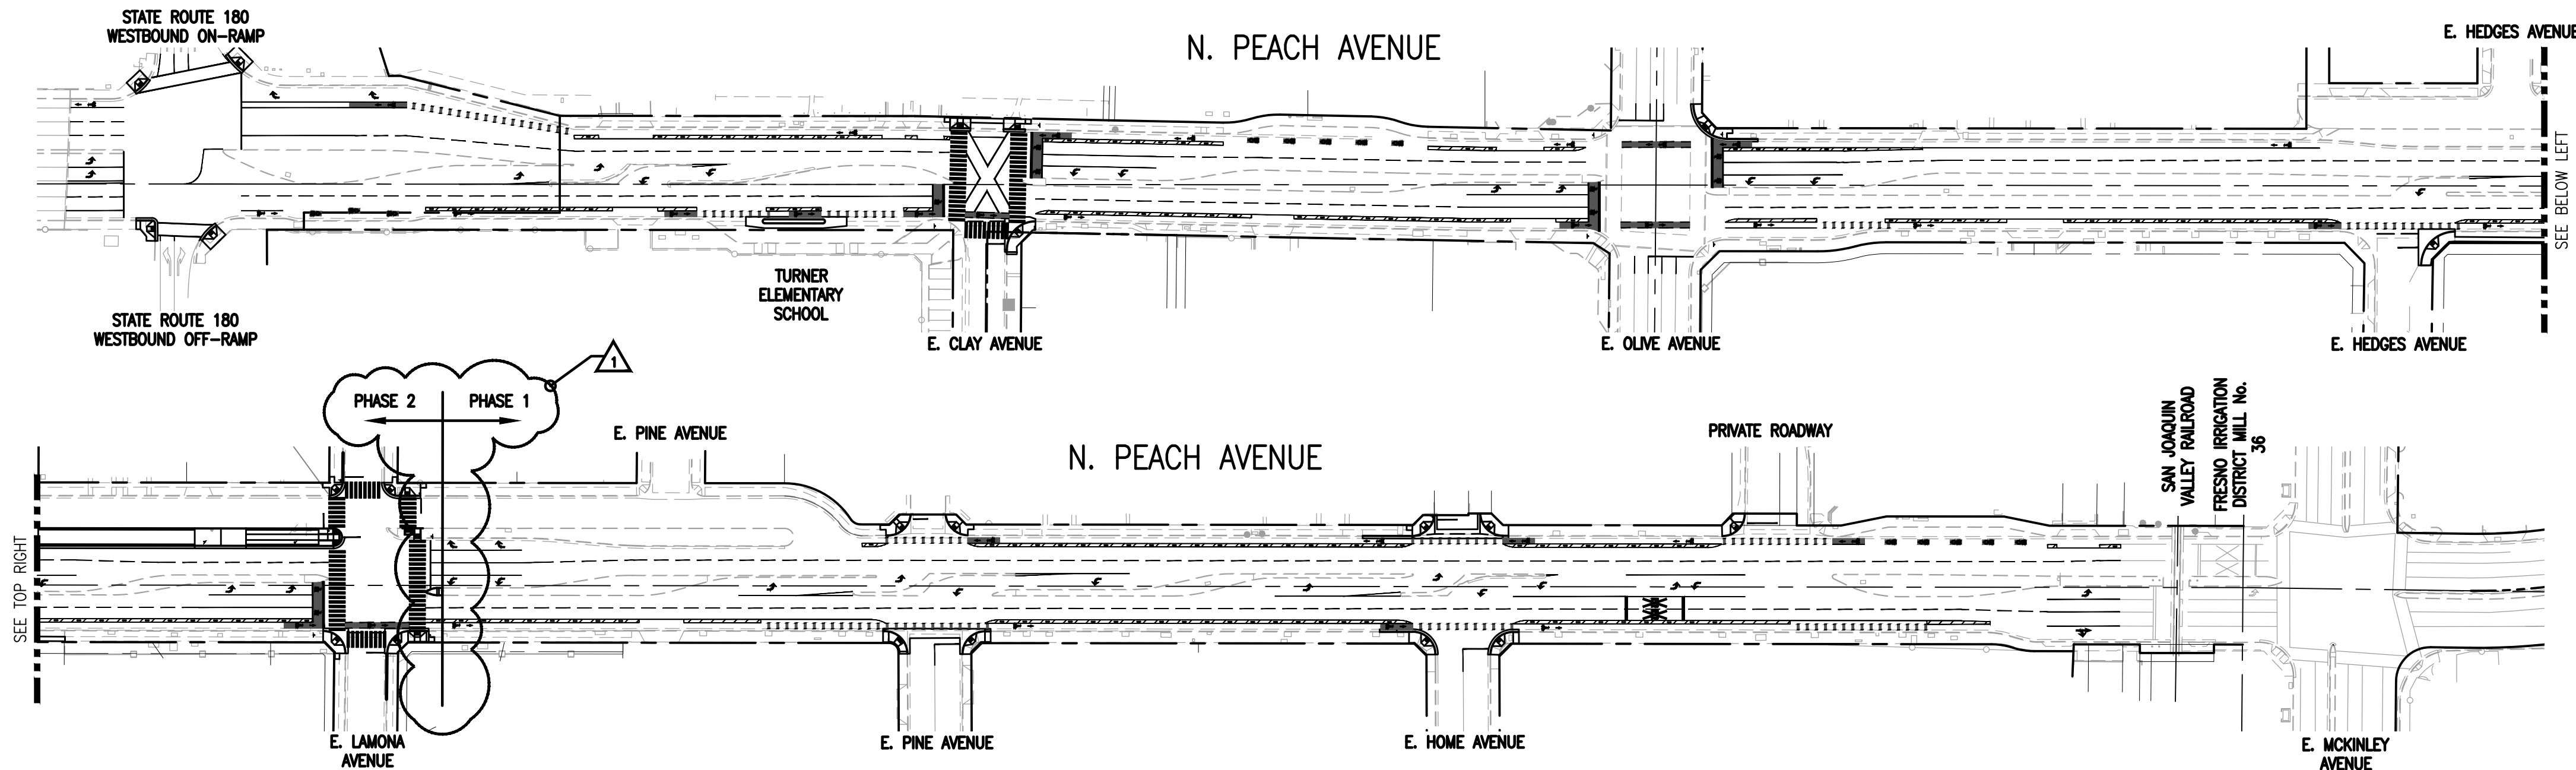 STATE ROUTE 180
WESTBOUND ON-RAMP
N. PEACH AVENUE
E. HEDGES AVENUE
SEE BELOW LEFT
TURNER
ELEMENTARY
SCHOOL
STATE ROUTE 180
WESTBOUND OFF-RAMP
E. CLAY AVENUE
E. OLIVE AVENUE
E. HEDGES AVENUE
1
PHASE 2
PHASE 1
E. PINE AVENUE
N. PEACH AVENUE
PRIVATE ROADWAY
SAN JOAQUIN
VALLEY RAILROAD
FRESNO IRRIGATION
DISTRICT MILL No.
36
SEE TOP RIGHT
E. LAMONA
AVENUE
E. PINE AVENUE
E. HOME AVENUE
E. MCKINLEY
AVENUE